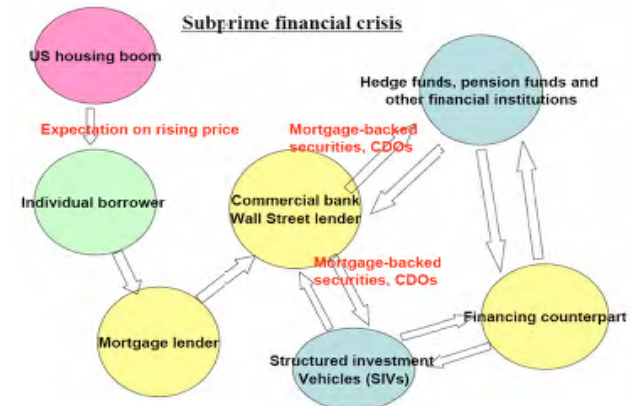 Subprime financial crisis
US housing boom
Hedge funds, pension funds and
other financial institutions
Expectation on rising price
Mortgage-backed
securities, CDOs
Individual borrower
Commercial bank
Wall Street lender
Mortgage-backed
securities, CDOs
Mortgage lender
Financing counterpart
Structured investment
Vehicles (SIVs)